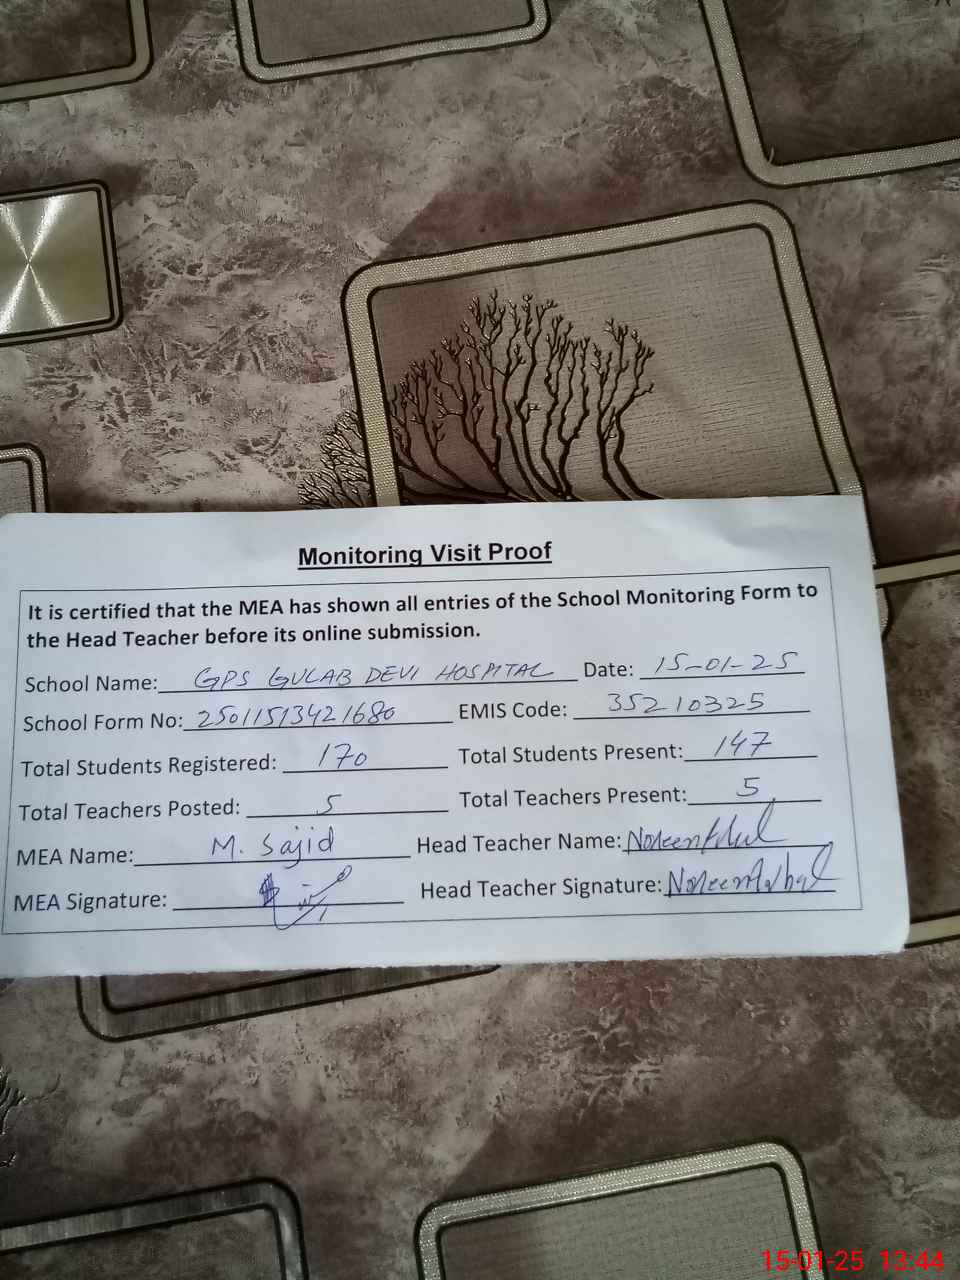 Monitoring Visit Proof
It is certified that the MEA has shown all entries of the School Monitoring Form to
the Head Teacher before its online submission.
School Name: GPS GULAB DEVI HOSPITAL Date: 15-01-25
School Form No: 25011513421680 EMIS Code: 35210325
Total Students Registered: 170 Total Students Present: 147
Total Teachers Posted: 5 Total Teachers Present: 5
MEA Name: M. Sajid Head Teacher Name: Noreen
MEA Signature: Head Teacher Signature: Noreen
15-01-25 13:44